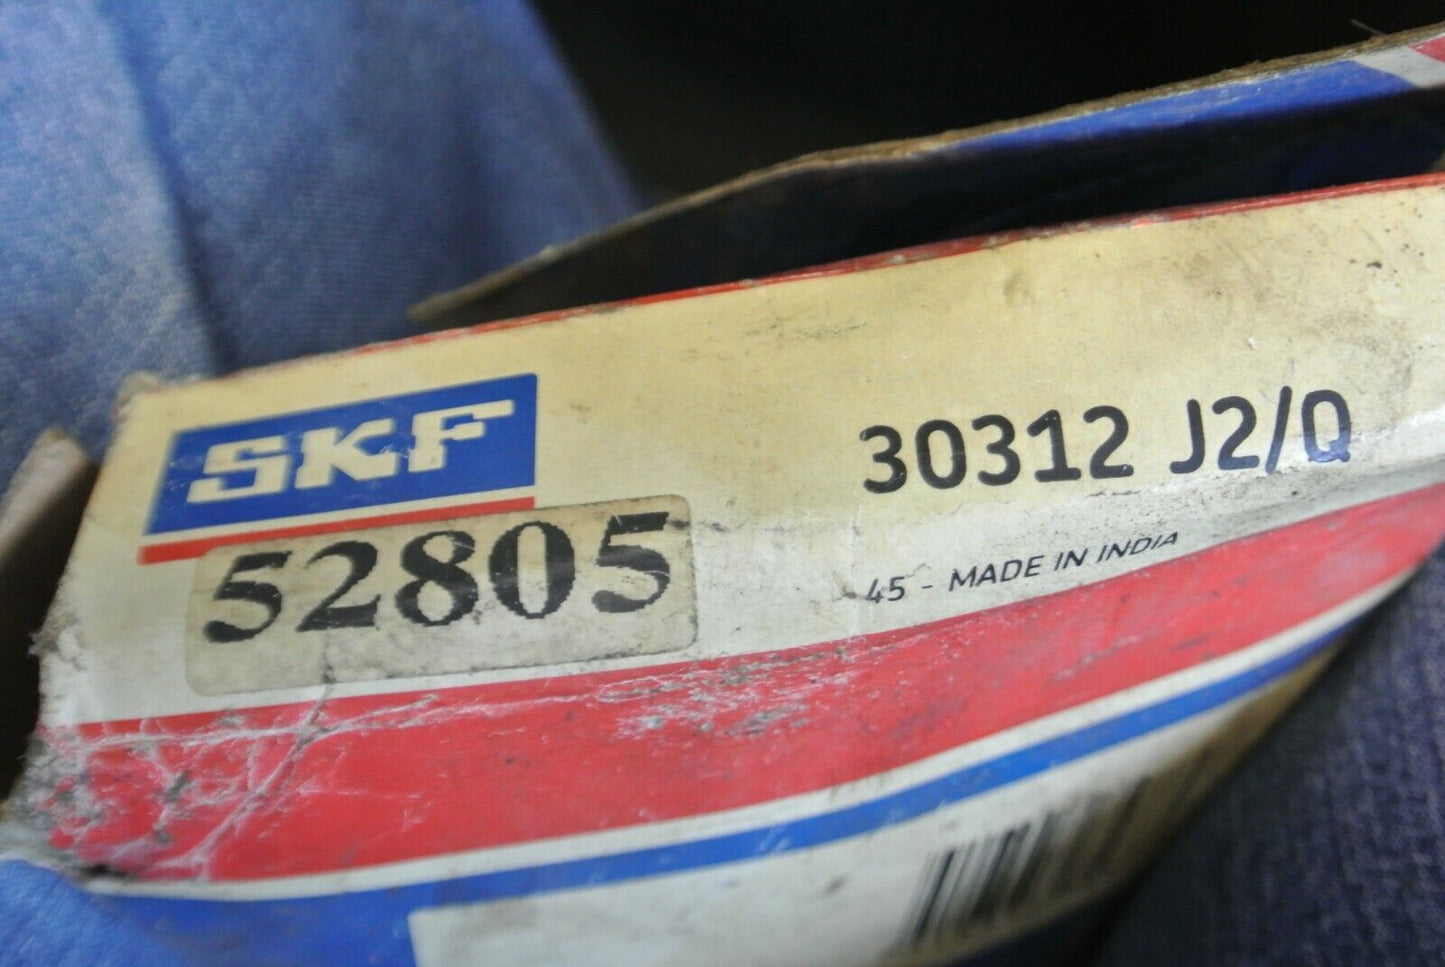 SKF
30312 J2/Q
52805
45 - MADE IN INDIA